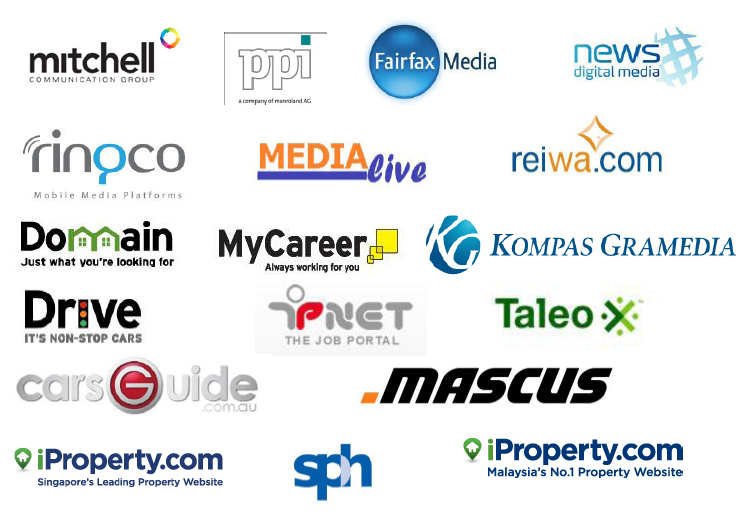 mitchell
COMMUNICATION GROUP
ppi
a company of manroland AG
Fairfax Media
news
digital media
ringco
Mobile Media Platforms
MEDIA
live
reiwa.com
Domain
Just what you're looking for
MyCareer
Always working for you
KG KOMPAS GRAMEDIA
Drive
IT'S NON-STOP CARS
iPNET
THE JOB PORTAL
Taleo
carsGuide
.com.au
.MASCUS
iProperty.com
Singapore's Leading Property Website
sph
iProperty.com
Malaysia's No.1 Property Website